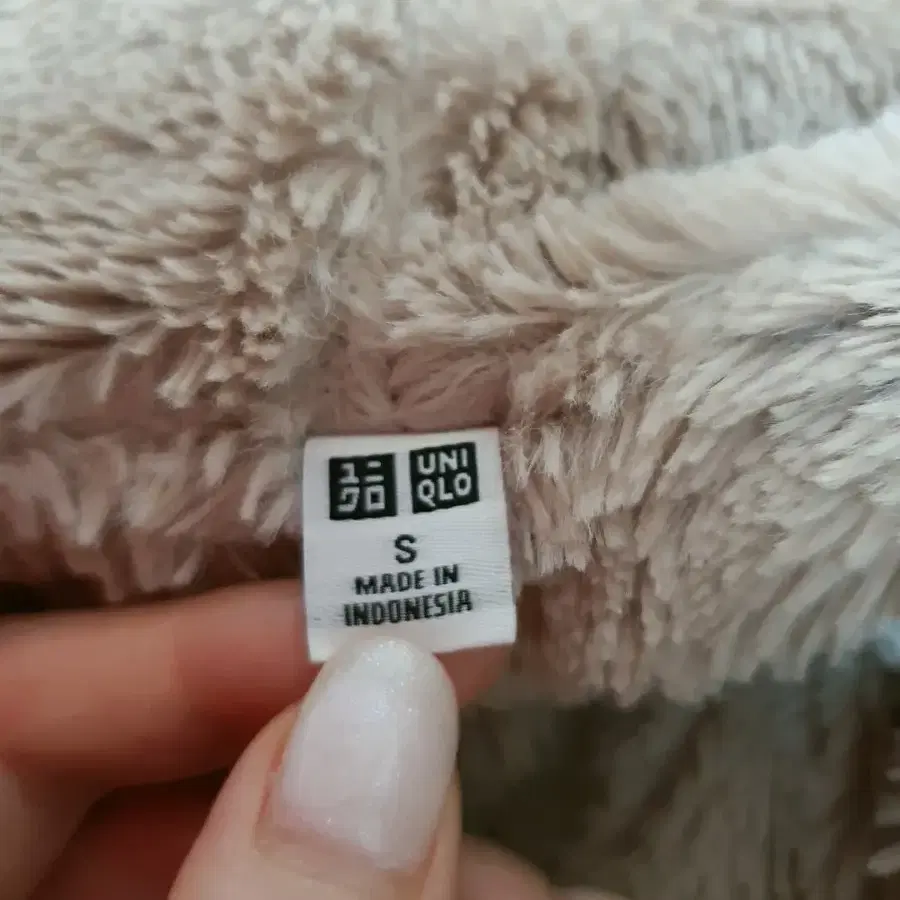 ユニ UNI
クロ QLO
S
MADE IN
INDONESIA